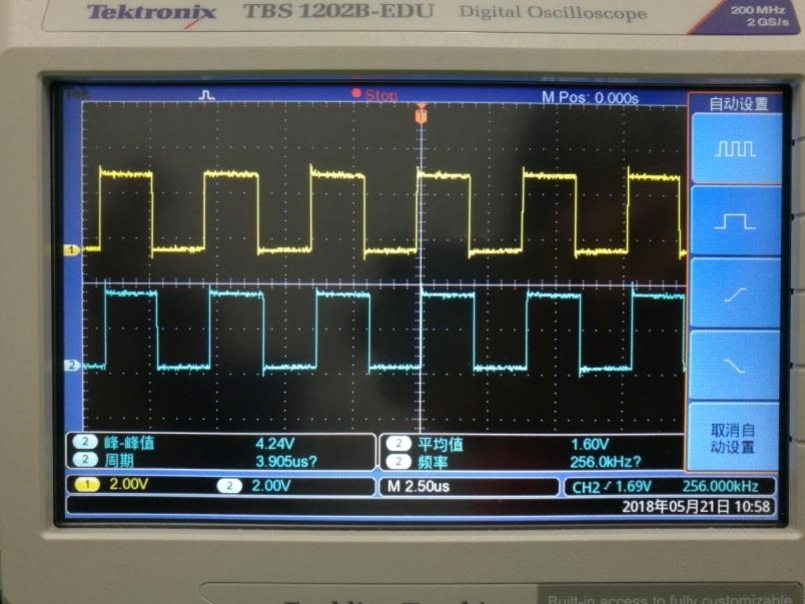 Tektronix TBS 1202B-EDU Digital Oscilloscope 200 MHz
2 GS/s
Stop M Pos: 0.000s 自动设置
T
1
2
取消自
动设置
2 峰-峰值 4.24V 2 平均值 1.60V
2 周期 3.905us? 2 频率 256.0kHz?
1 2.00V 2 2.00V M 2.50us CH2 1.69V 256.000kHz
2018年05月21日 10:58
Built-in access to fully customizable